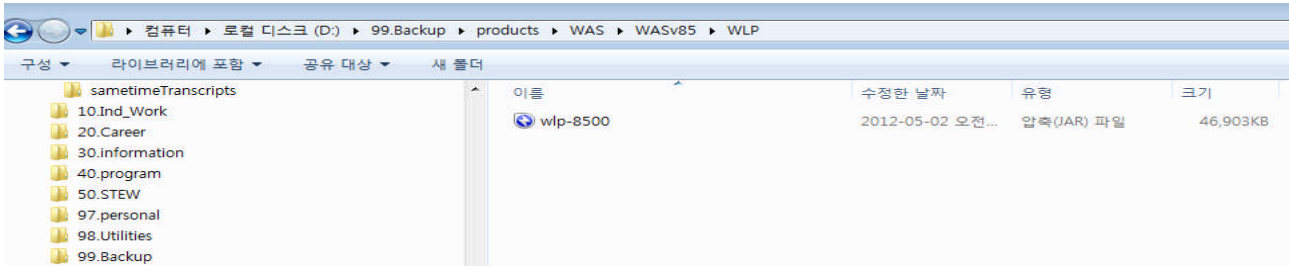 컴퓨터 ▸ 로컬 디스크 (D:) ▸ 99.Backup ▸ products ▸ WAS ▸ WASv85 ▸ WLP
구성 라이브러리에 포함 공유 대상 새 폴더
sametimeTranscripts
10.Ind_Work
20.Career
30.information
40.program
50.STEW
97.personal
98.Utilities
99.Backup
이름 수정한 날짜 유형 크기
wlp-8500 2012-05-02 오전... 압축(JAR) 파일 46,903KB